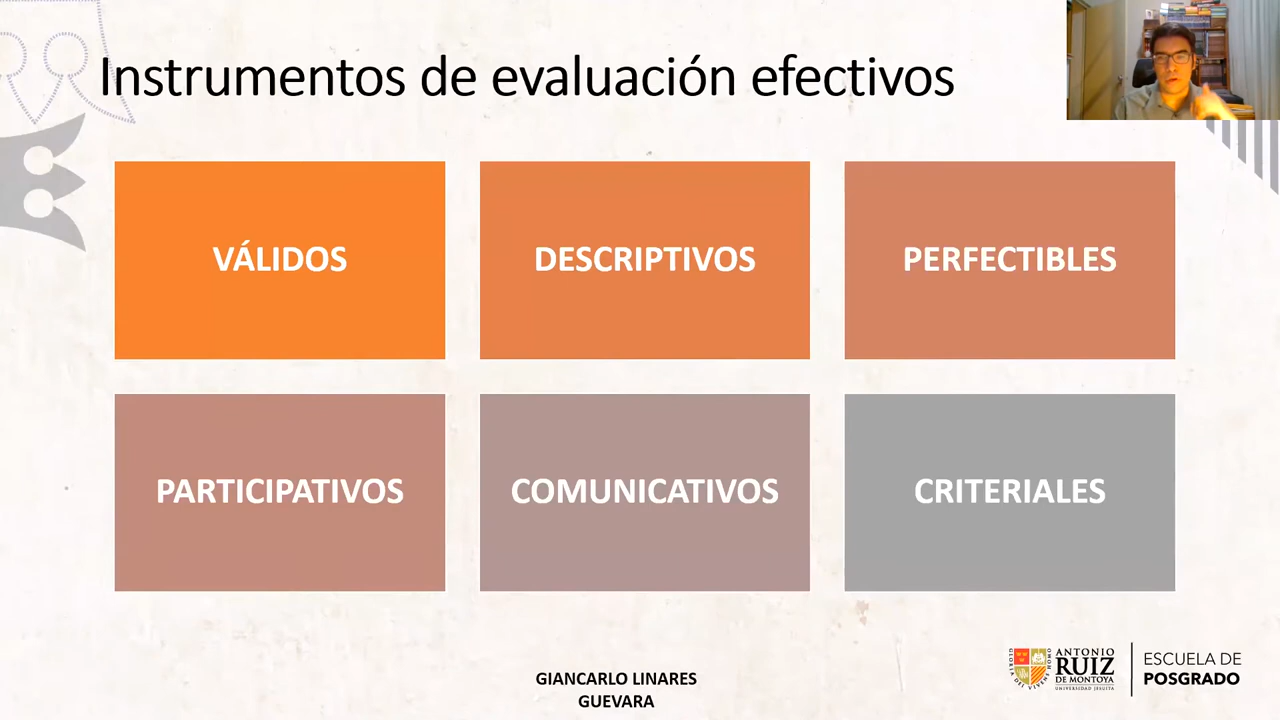 Instrumentos de evaluación efectivos
VÁLIDOS
DESCRIPTIVOS
PERFECTIBLES
PARTICIPATIVOS
COMUNICATIVOS
CRITERIALES
GIANCARLO LINARES
GUEVARA
ANTONIO
RUIZ
DE MONTOYA
UNIVERSIDAD JESUITA
ESCUELA DE
POSGRADO